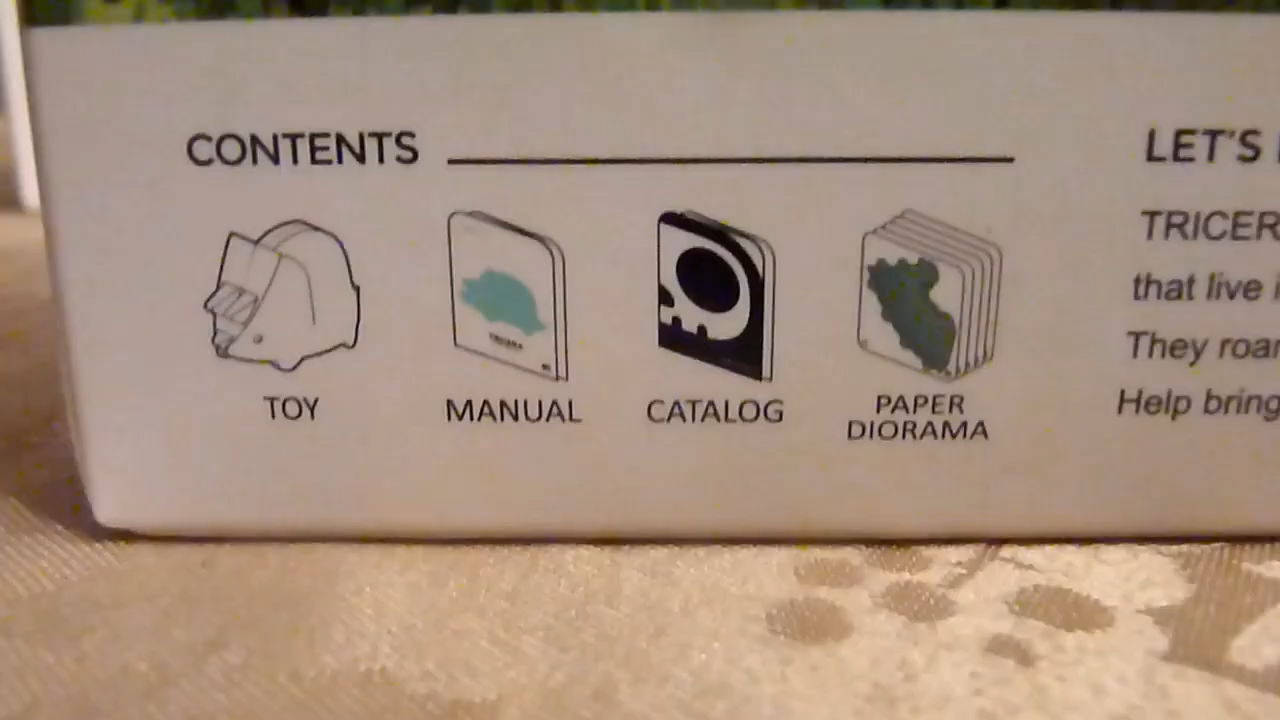 CONTENTS
TOY
MANUAL
CATALOG
PAPER
DIORAMA
LET'S
TRICER
that live
They roar
Help bring